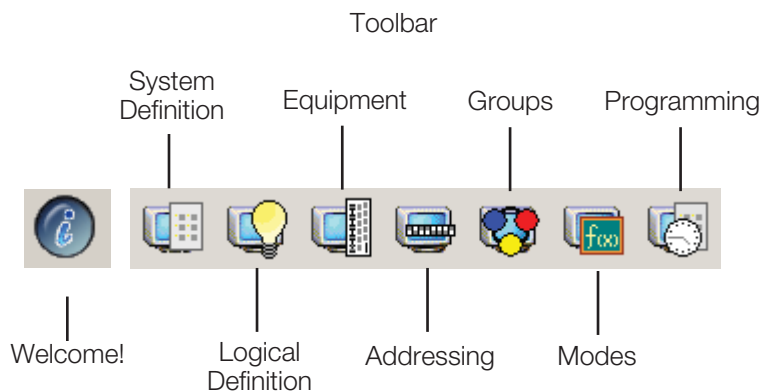 Toolbar
System
Definition
Equipment
Groups
Programming
i
f(x)
Welcome!
Logical
Definition
Addressing
Modes